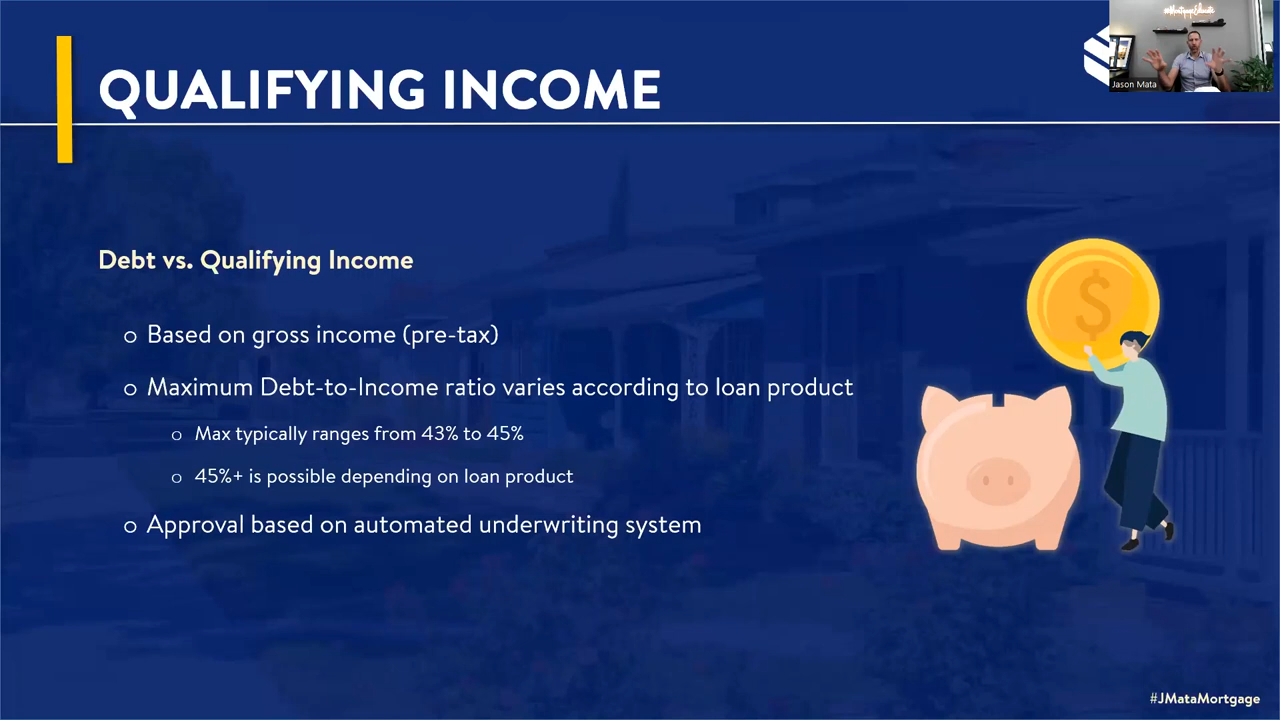 QUALIFYING INCOME
Jason Mata
Debt vs. Qualifying Income
o Based on gross income (pre-tax)
o Maximum Debt-to-Income ratio varies according to loan product
o Max typically ranges from 43% to 45%
o 45%+ is possible depending on loan product
o Approval based on automated underwriting system
$
#JMataMortgage